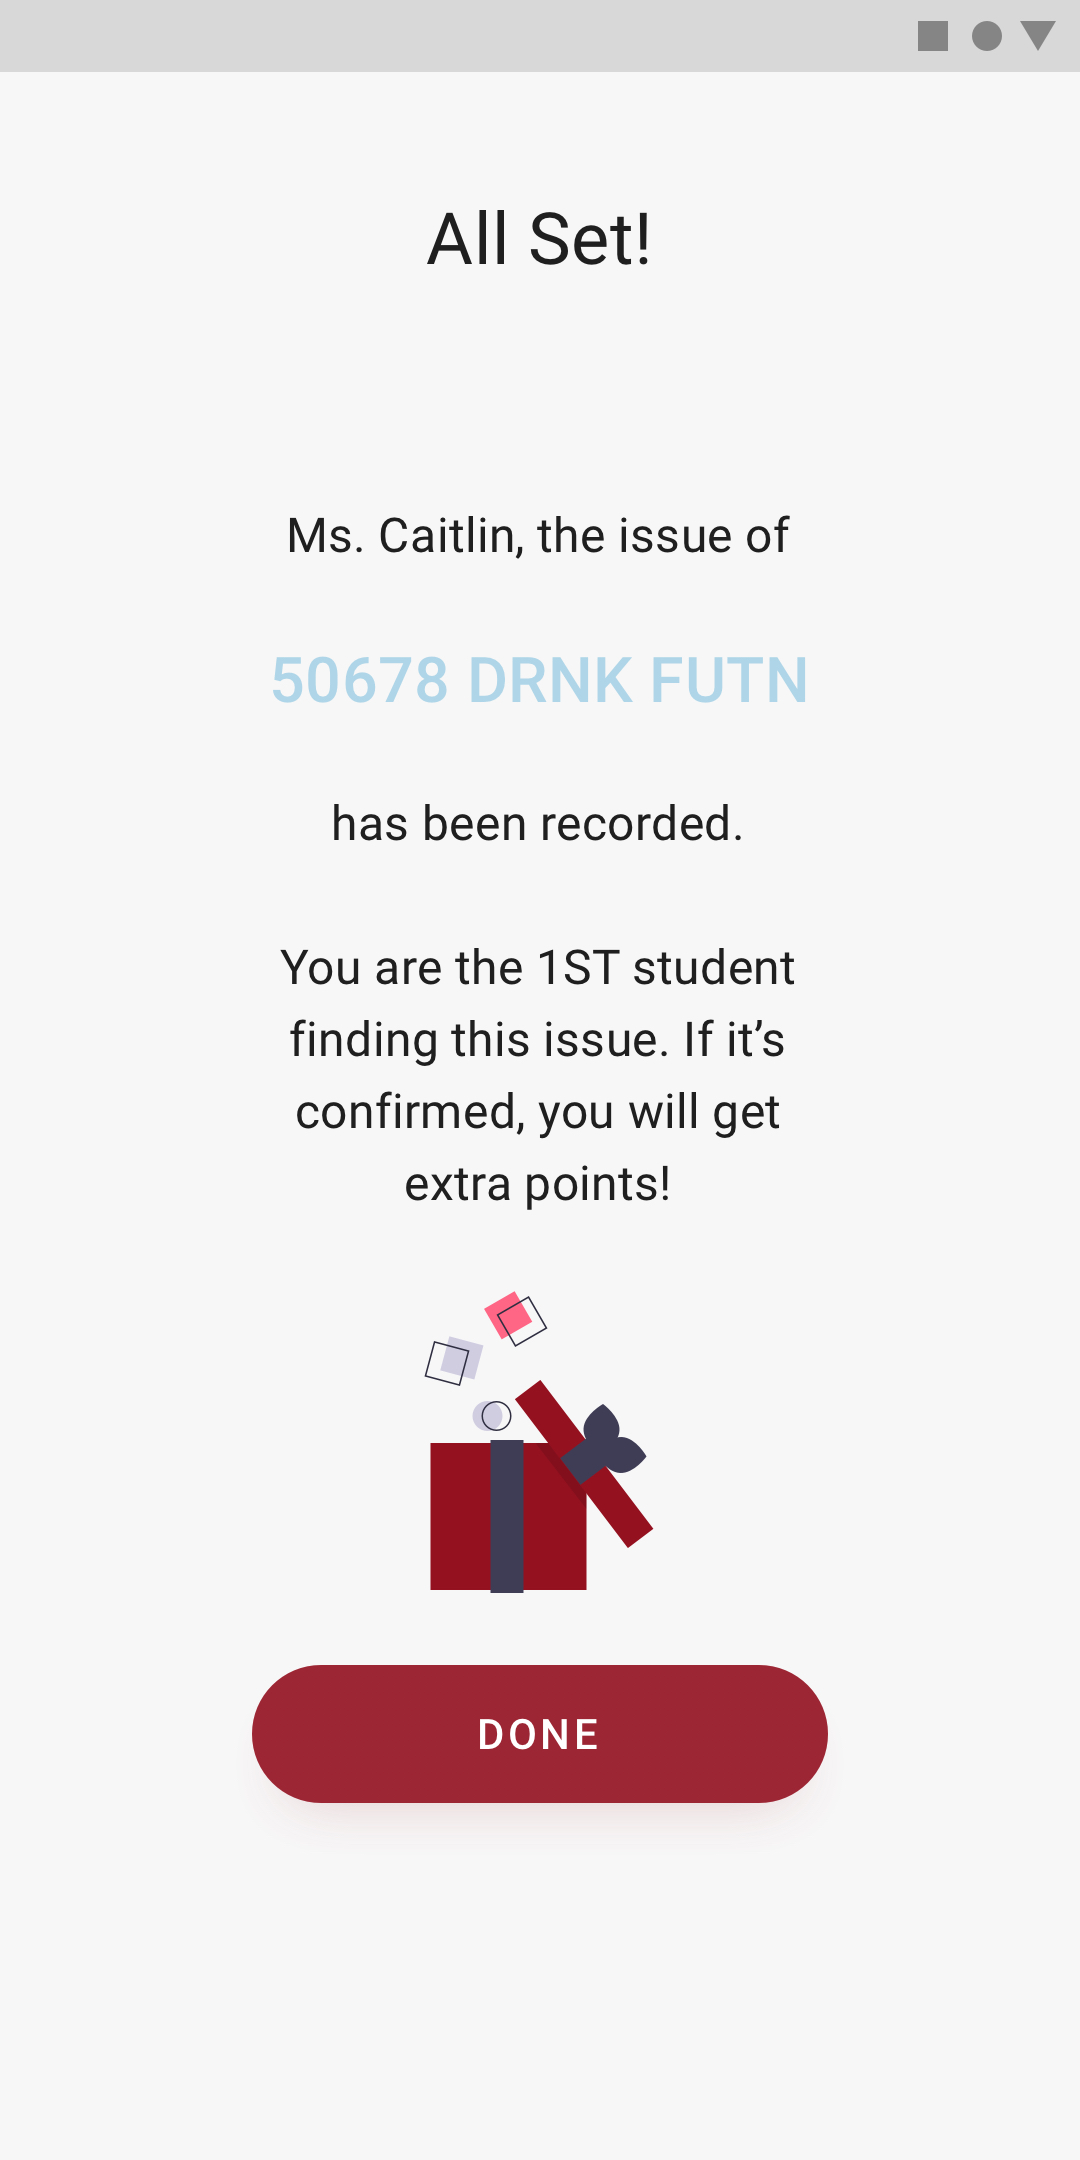 All Set!
Ms. Caitlin, the issue of
50678 DRNK FUTN
has been recorded.
You are the 1ST student
finding this issue. If it’s
confirmed, you will get
extra points!
DONE